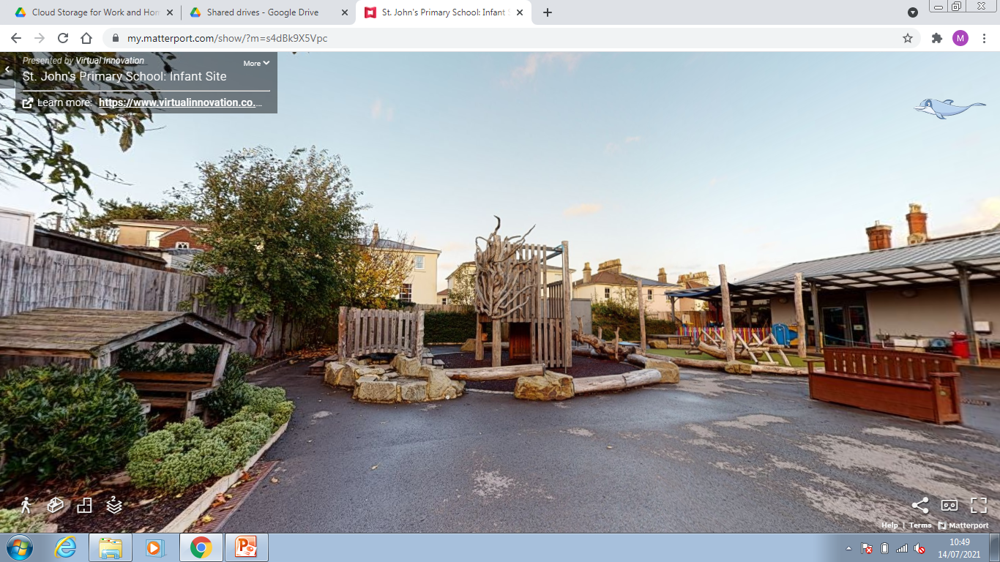 Cloud Storage for Work and Hon
Shared drives - Google Drive
St. John's Primary School: Infant S
my.matterport.com/show/?m=s4dBk9X5Vpc
M
Presented by Virtual Innovation
More
St. John's Primary School: Infant Site
Learn more: https://www.virtualinnovation.co....
2
Help | Terms Matterport
10:49
14/07/2021